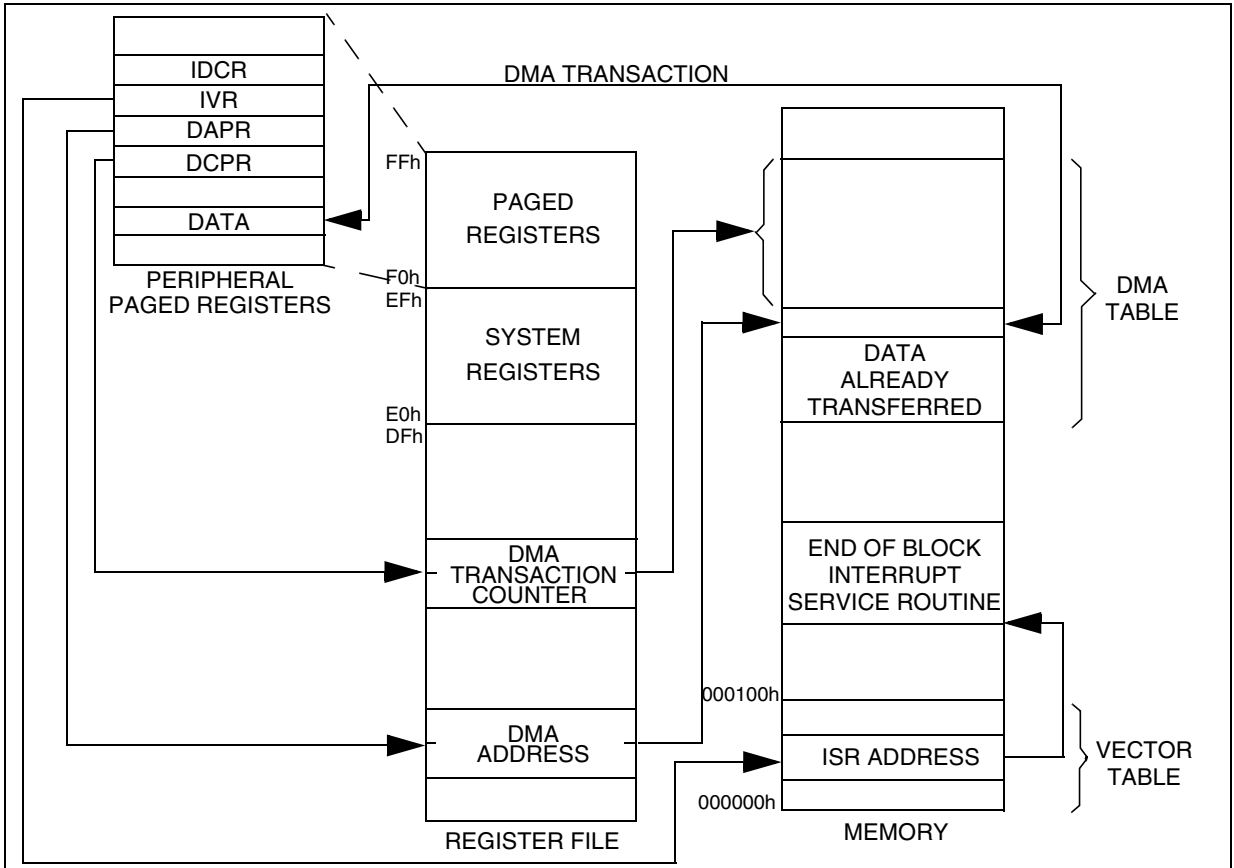 IDCR
IVR
DAPR
DCPR
DATA
PERIPHERAL
PAGED REGISTERS
DMA TRANSACTION
FFh
PAGED
REGISTERS
F0h
EFh
SYSTEM
REGISTERS
E0h
DFh
DMA
TRANSACTION
COUNTER
DMA
ADDRESS
REGISTER FILE
DMA
TABLE
DATA
ALREADY
TRANSFERRED
END OF BLOCK
INTERRUPT
SERVICE ROUTINE
000100h
ISR ADDRESS
VECTOR
TABLE
000000h
MEMORY